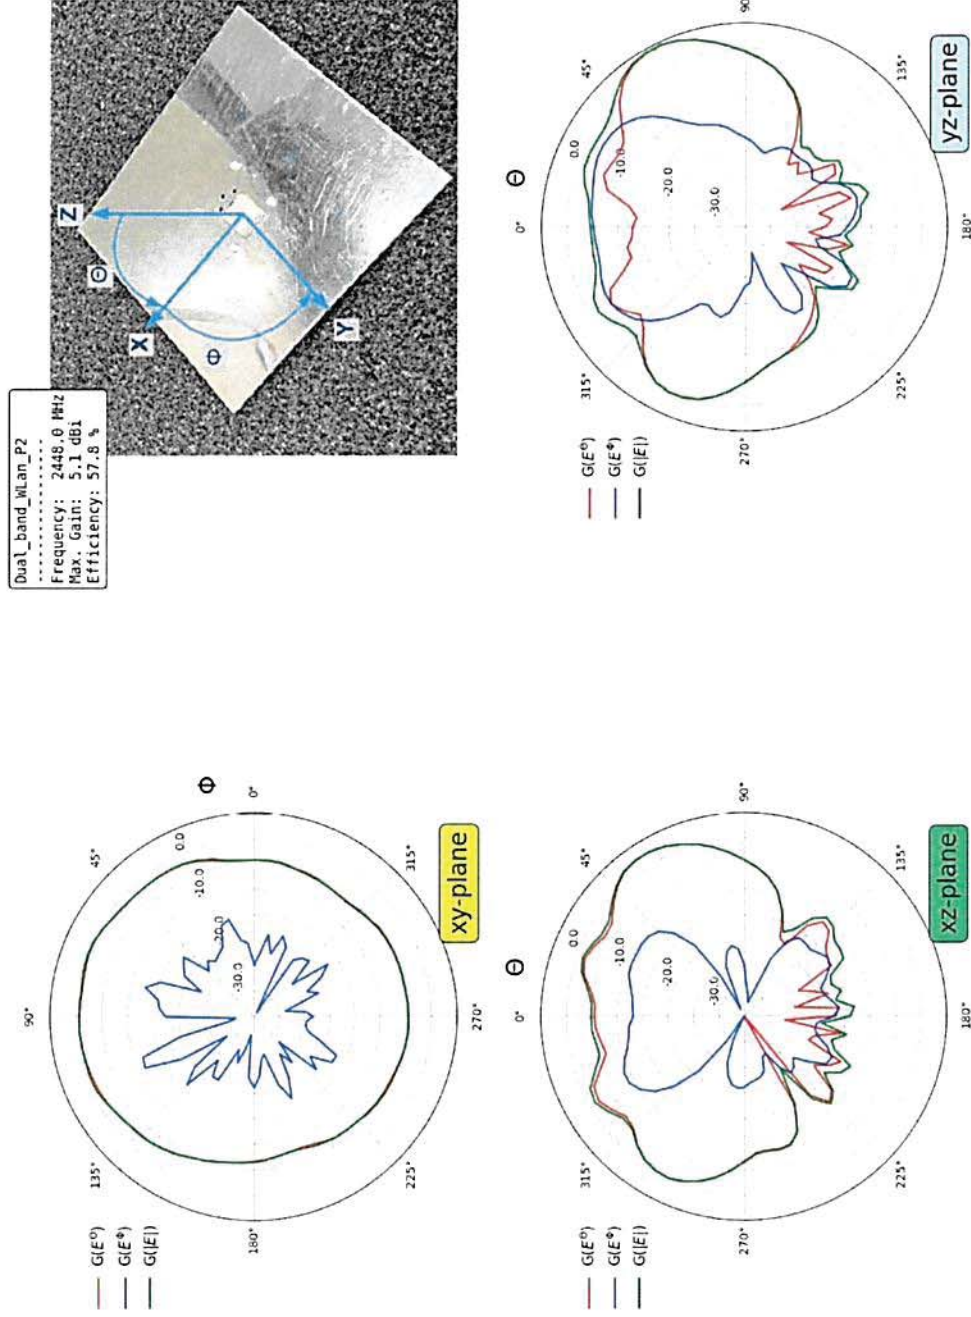 Dual_band_WLan_P2
-------------
Frequency: 2448.0 MHz
Max. Gain: 5.1 dBi
Efficiency: 57.8 %
Z
Θ
X
Φ
Y
G(E^Θ)
G(E^Φ)
G(|E|)
90°
135°
45°
Φ
180°
0°
225°
315°
270°
0.0
-10.0
-20.0
-30.0
xy-plane
G(E^Θ)
G(E^Φ)
G(|E|)
Θ
0°
315°
45°
270°
90°
225°
135°
180°
0.0
-10.0
-20.0
-30.0
xz-plane
G(E^Θ)
G(E^Φ)
G(|E|)
Θ
0°
315°
45°
270°
90°
225°
135°
180°
0.0
-10.0
-20.0
-30.0
yz-plane